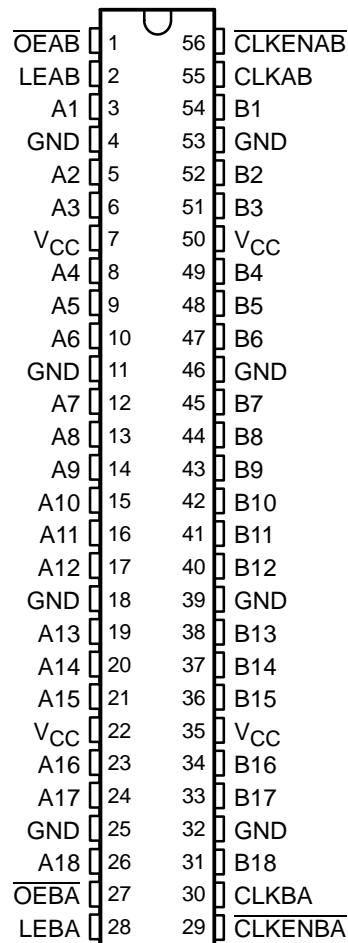 O̅E̅A̅B̅ 1 56 C̅L̅K̅E̅N̅A̅B̅
LEAB 2 55 CLKAB
A1 3 54 B1
GND 4 53 GND
A2 5 52 B2
A3 6 51 B3
VCC 7 50 VCC
A4 8 49 B4
A5 9 48 B5
A6 10 47 B6
GND 11 46 GND
A7 12 45 B7
A8 13 44 B8
A9 14 43 B9
A10 15 42 B10
A11 16 41 B11
A12 17 40 B12
GND 18 39 GND
A13 19 38 B13
A14 20 37 B14
A15 21 36 B15
VCC 22 35 VCC
A16 23 34 B16
A17 24 33 B17
GND 25 32 GND
A18 26 31 B18
O̅E̅B̅A̅ 27 30 CLKBA
LEBA 28 29 C̅L̅K̅E̅N̅B̅A̅